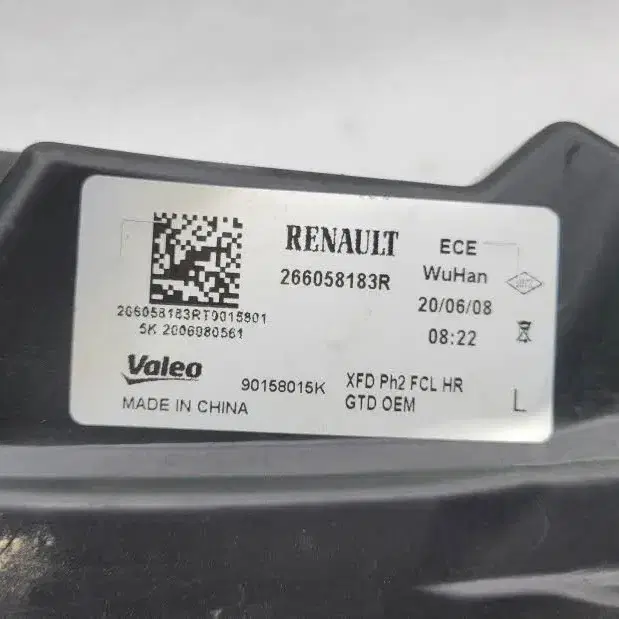 RENAULT
266058183R
ECE
WuHan
20/06/08
08:22
266058183RT9015801
5K 2006080561
Valeo
MADE IN CHINA
90158015K
XFD Ph2 FCL HR
GTD OEM
L